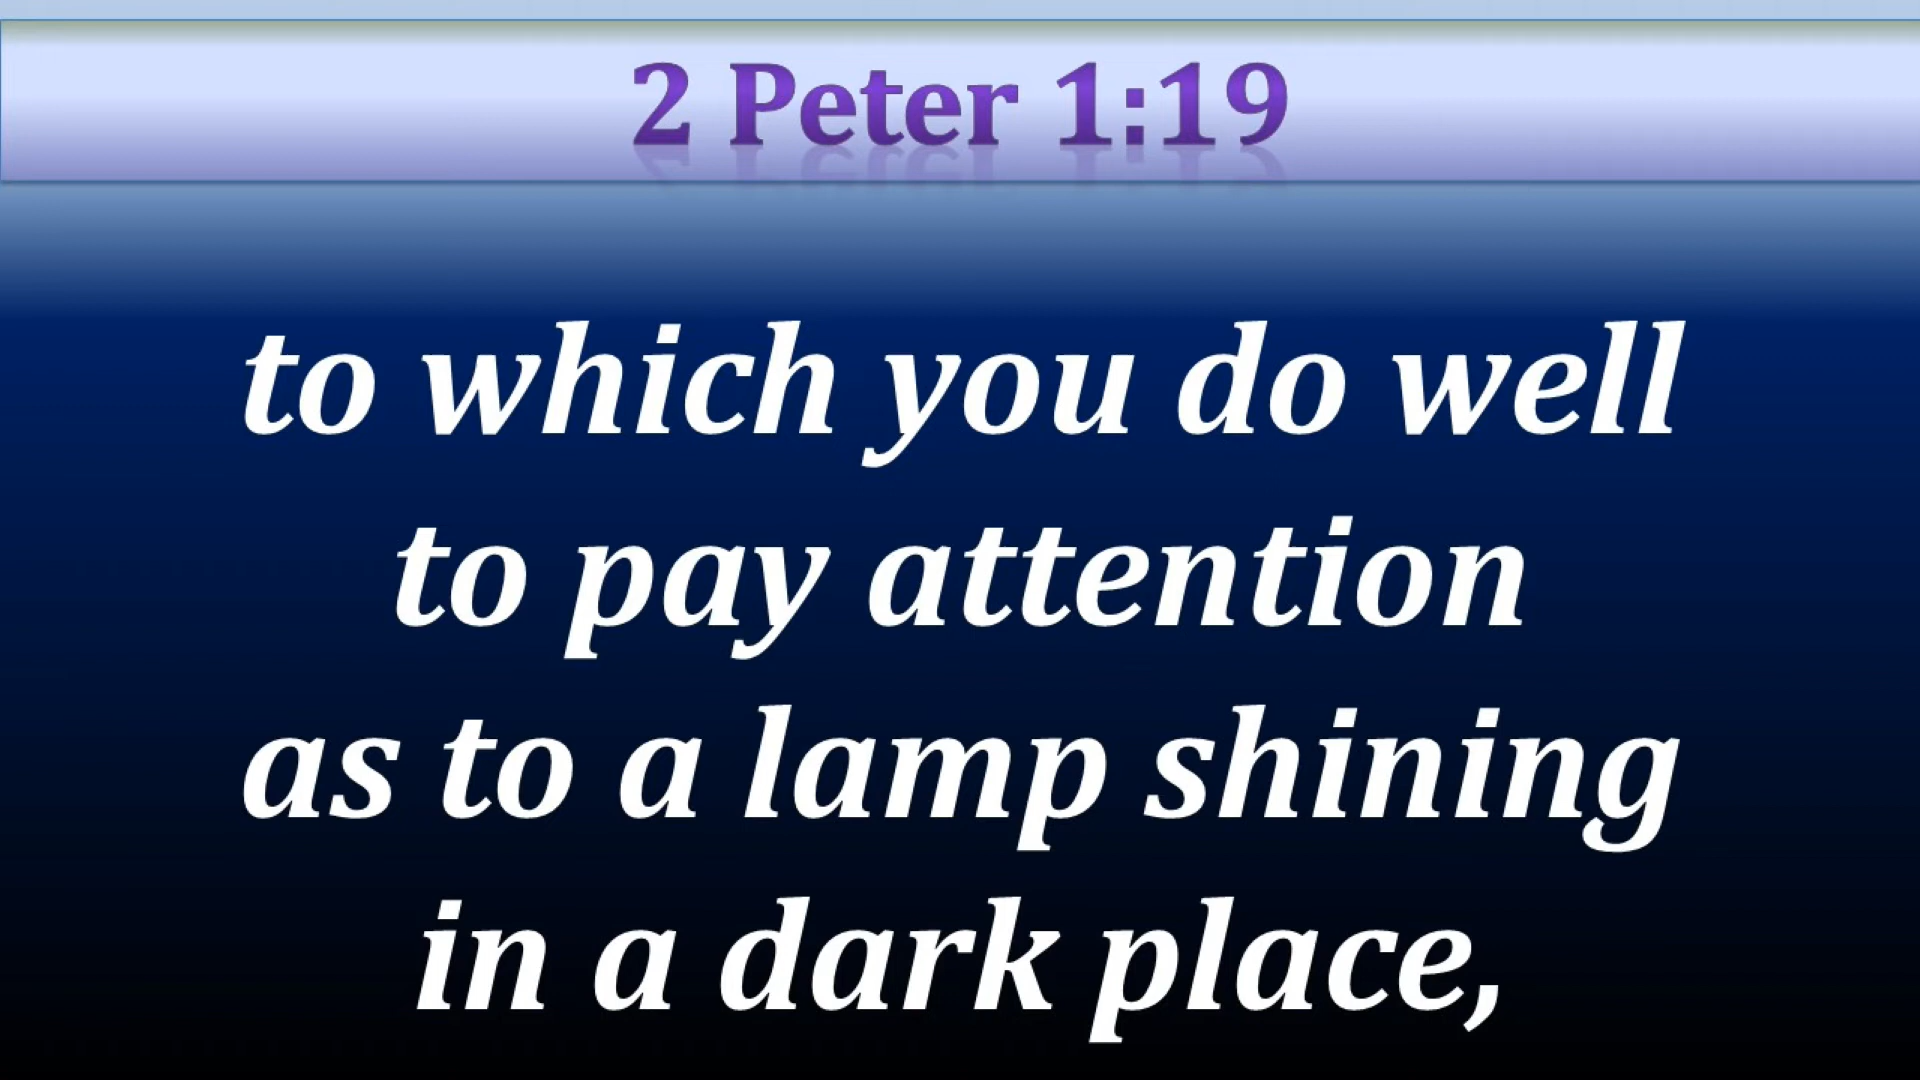 2 Peter 1:19
to which you do well
to pay attention
as to a lamp shining
in a dark place,